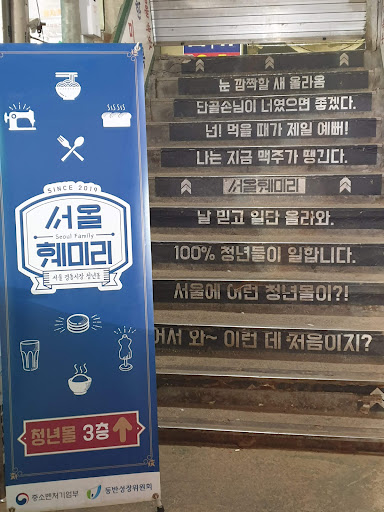 SINCE 2019
서울
Seoul Family
훼미리
서울 경동시장 청년몰
청년몰 3층
중소벤처기업부
동반성장위원회
눈 깜짝할 새 올라옴
단골손님이 너였으면 좋겠다.
너! 먹을 때가 제일 예뻐!
나는 지금 맥주가 땡긴다.
서울훼미리
날 믿고 일단 올라와.
100% 청년들이 일합니다.
서울에 이런 청년몰이?!
어서 와~ 이런 데 처음이지?